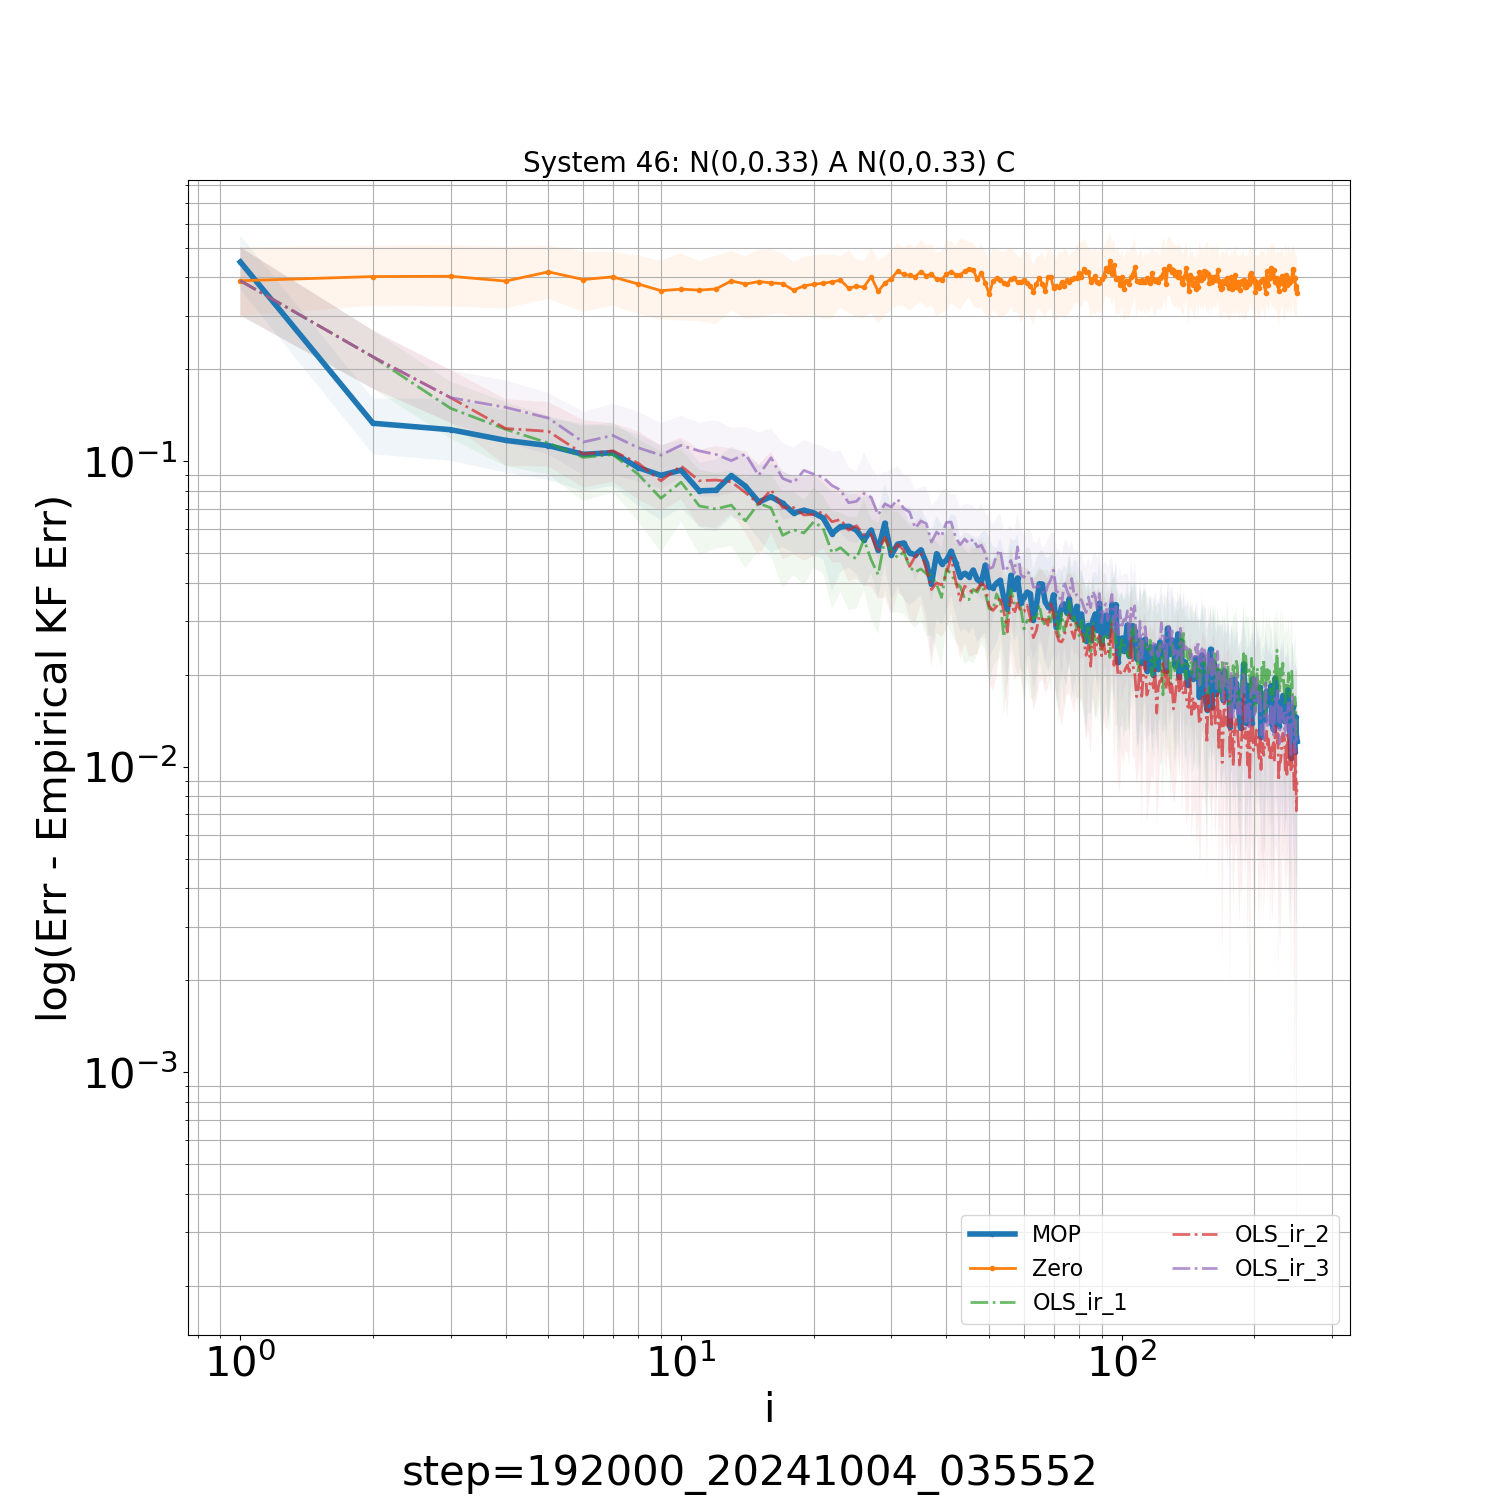 System 46: N(0,0.33) A N(0,0.33) C
log(Err - Empirical KF Err)
10⁻¹
10⁻²
10⁻³
10⁰ 10¹ 10²
i
MOP
Zero
OLS_ir_1
OLS_ir_2
OLS_ir_3
step=192000_20241004_035552